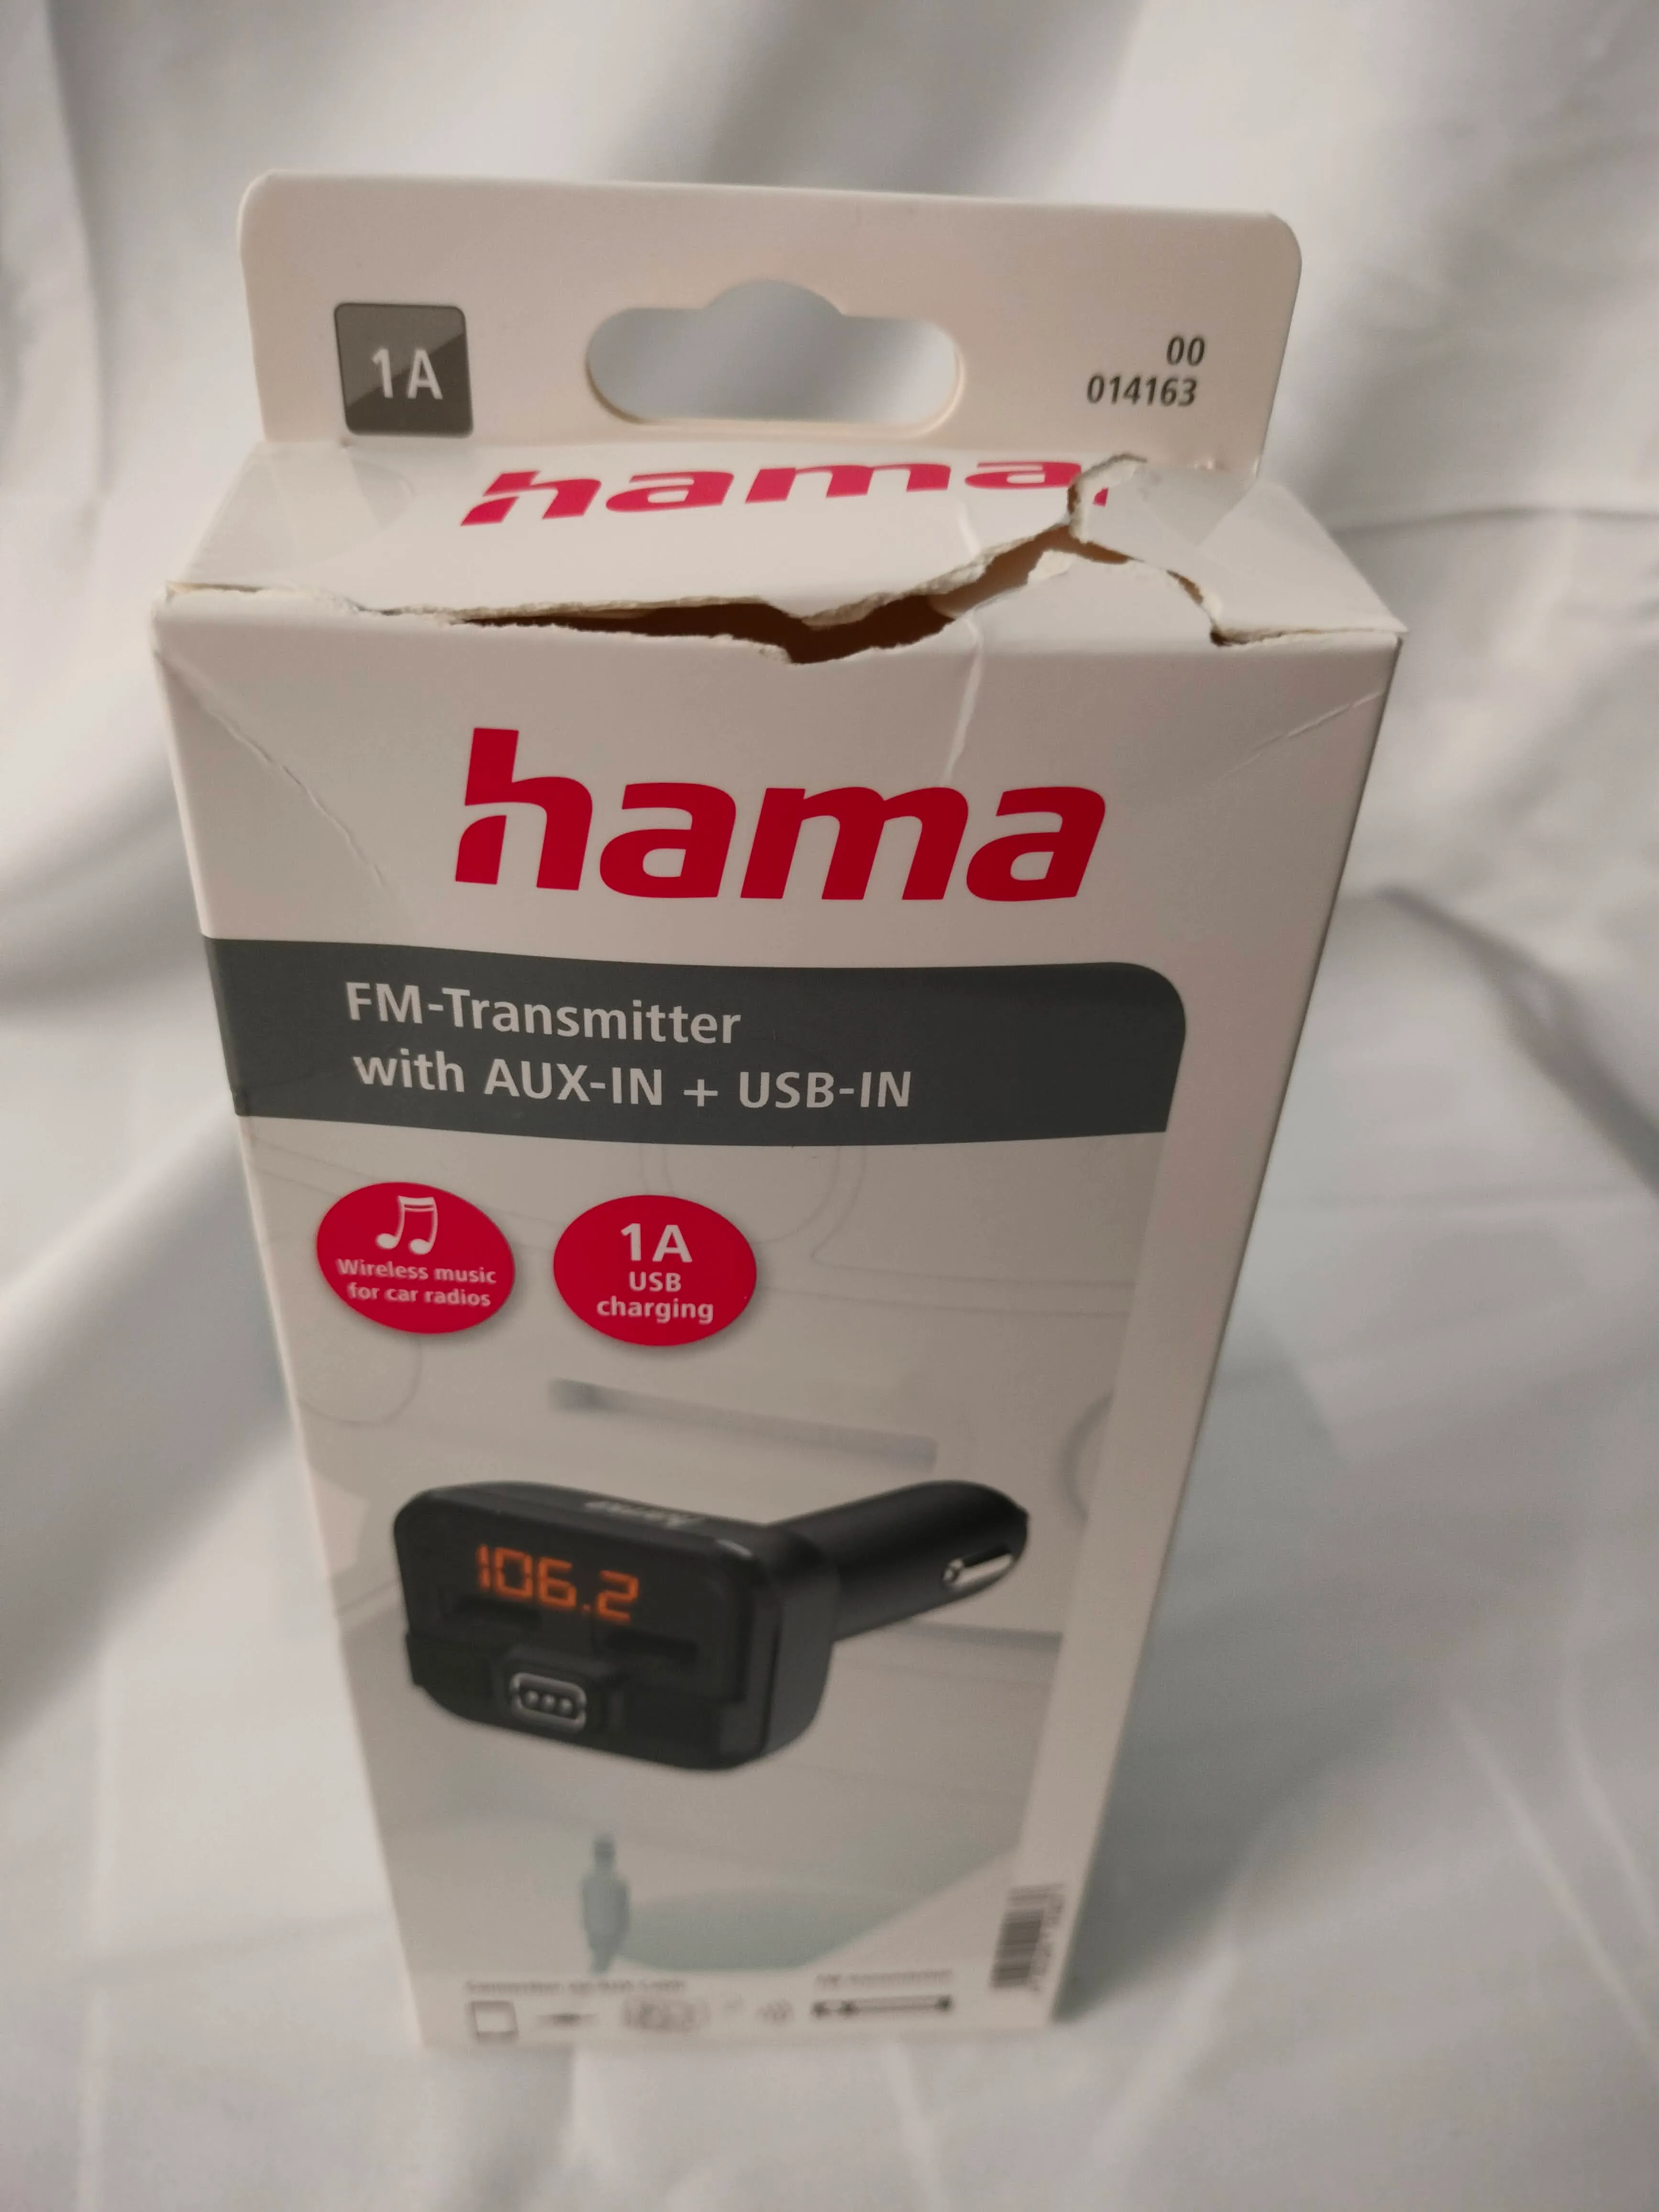 1A
00
014163
hama
hama
FM-Transmitter
with AUX-IN + USB-IN
Wireless music
for car radios
1A
USB
charging
hama
106.2